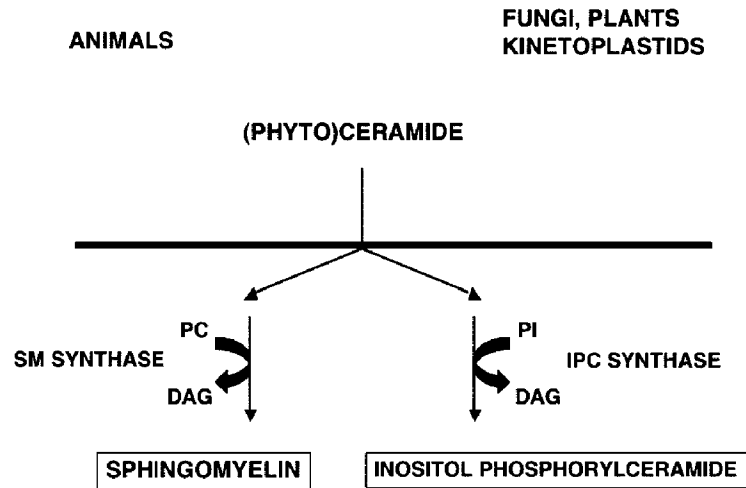 ANIMALS
FUNGI, PLANTS
KINETOPLASTIDS
(PHYTO)CERAMIDE
PC
SM SYNTHASE
DAG
PI
IPC SYNTHASE
DAG
SPHINGOMYELIN
INOSITOL PHOSPHORYLCERAMIDE